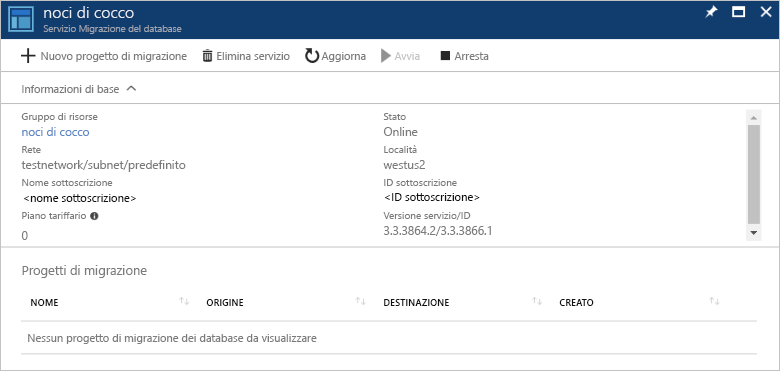 noci di cocco
Servizio Migrazione del database
Nuovo progetto di migrazione Elimina servizio Aggiorna Avvia Arresta
Informazioni di base
Gruppo di risorse Stato
noci di cocco Online
Rete Località
testnetwork/subnet/predefinito westus2
Nome sottoscrizione ID sottoscrizione
<nome sottoscrizione> <ID sottoscrizione>
Piano tariffario Versione servizio/ID
0 3.3.3864.2/3.3.3866.1
Progetti di migrazione
NOME ORIGINE DESTINAZIONE CREATO
Nessun progetto di migrazione dei database da visualizzare